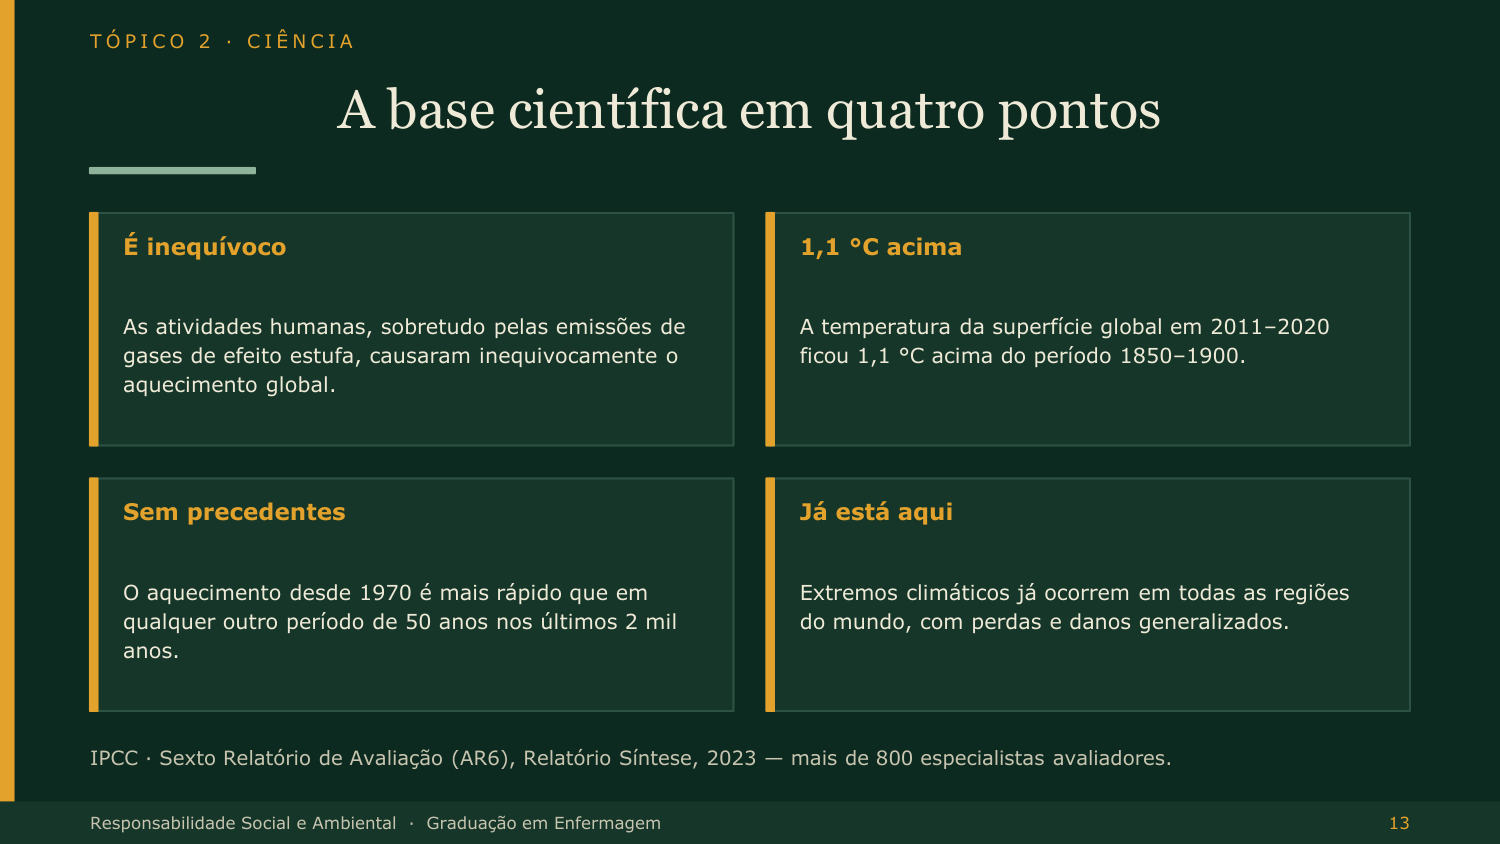 TÓPICO 2 · CIÊNCIA
A base científica em quatro pontos
É inequívoco
As atividades humanas, sobretudo pelas emissões de
gases de efeito estufa, causaram inequivocamente o
aquecimento global.
1,1 °C acima
A temperatura da superfície global em 2011–2020
ficou 1,1 °C acima do período 1850–1900.
Sem precedentes
O aquecimento desde 1970 é mais rápido que em
qualquer outro período de 50 anos nos últimos 2 mil
anos.
Já está aqui
Extremos climáticos já ocorrem em todas as regiões
do mundo, com perdas e danos generalizados.
IPCC · Sexto Relatório de Avaliação (AR6), Relatório Síntese, 2023 — mais de 800 especialistas avaliadores.
Responsabilidade Social e Ambiental · Graduação em Enfermagem
13